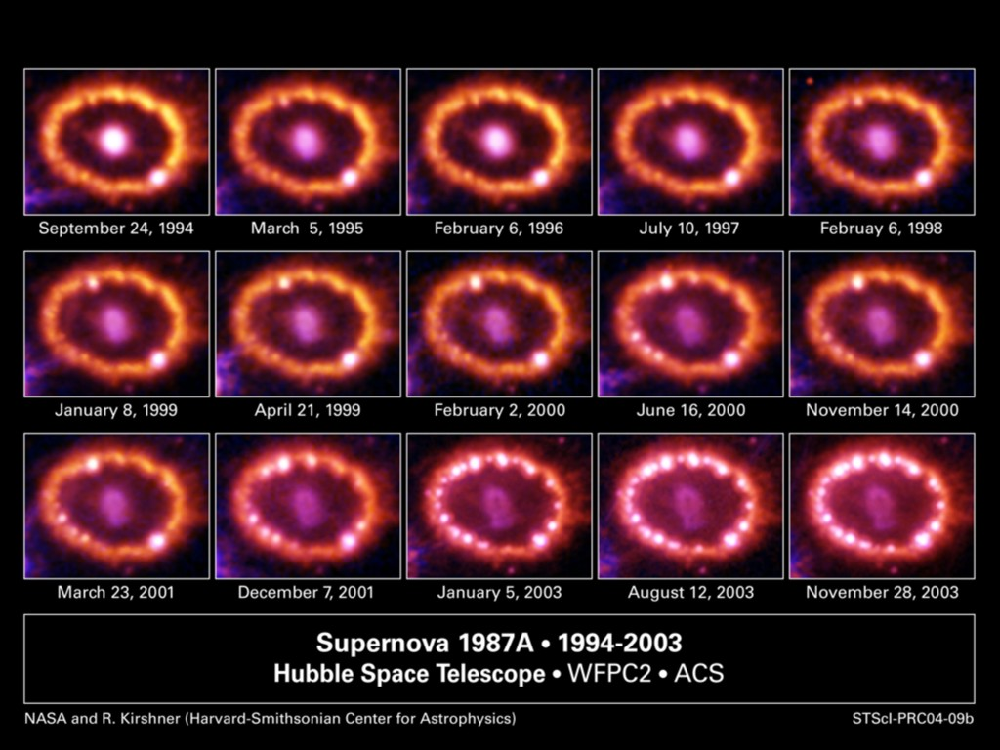 September 24, 1994
March 5, 1995
February 6, 1996
July 10, 1997
Februay 6, 1998
January 8, 1999
April 21, 1999
February 2, 2000
June 16, 2000
November 14, 2000
March 23, 2001
December 7, 2001
January 5, 2003
August 12, 2003
November 28, 2003
Supernova 1987A • 1994-2003
Hubble Space Telescope • WFPC2 • ACS
NASA and R. Kirshner (Harvard-Smithsonian Center for Astrophysics)
STScI-PRC04-09b